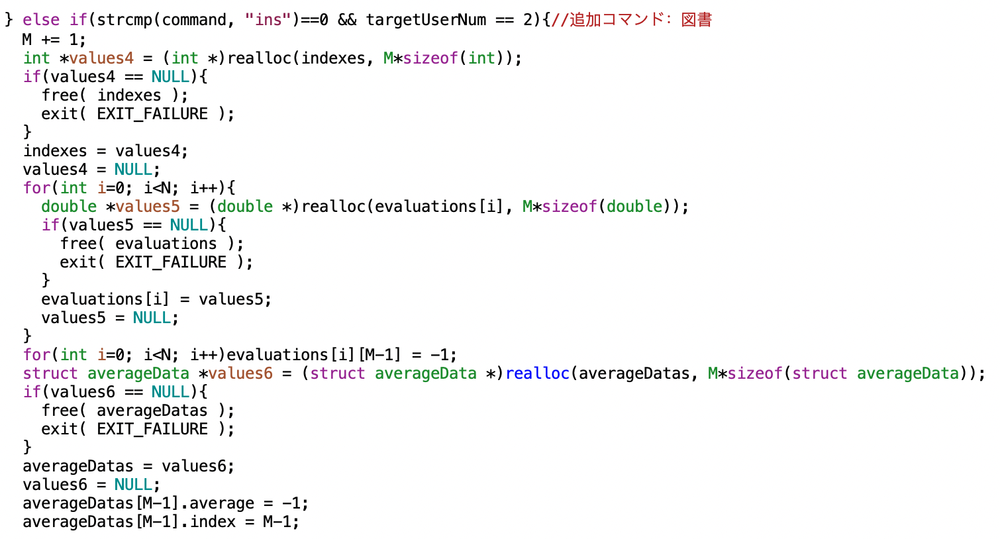 } else if(strcmp(command, "ins")==0 && targetUserNum == 2){//追加コマンド: 図書
  M += 1;
  int *values4 = (int *)realloc(indexes, M*sizeof(int));
  if(values4 == NULL){
    free( indexes );
    exit( EXIT_FAILURE );
  }
  indexes = values4;
  values4 = NULL;
  for(int i=0; i<N; i++){
    double *values5 = (double *)realloc(evaluations[i], M*sizeof(double));
    if(values5 == NULL){
      free( evaluations );
      exit( EXIT_FAILURE );
    }
    evaluations[i] = values5;
    values5 = NULL;
  }
  for(int i=0; i<N; i++)evaluations[i][M-1] = -1;
  struct averageData *values6 = (struct averageData *)realloc(averageDatas, M*sizeof(struct averageData));
  if(values6 == NULL){
    free( averageDatas );
    exit( EXIT_FAILURE );
  }
  averageDatas = values6;
  values6 = NULL;
  averageDatas[M-1].average = -1;
  averageDatas[M-1].index = M-1;